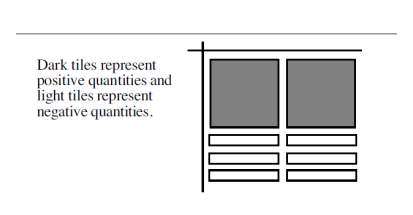 Dark tiles represent
positive quantities and
light tiles represent
negative quantities.